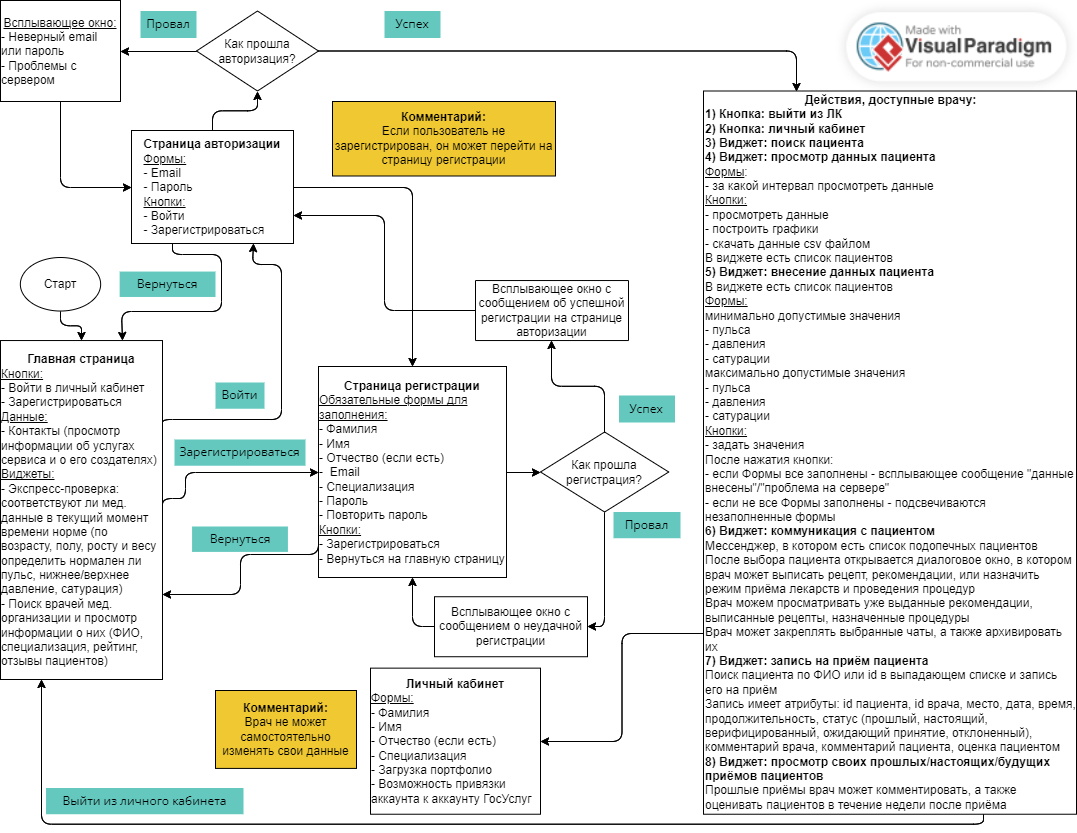 Всплывающее окно:
- Неверный email
или пароль
- Проблемы с
сервером
Провал
Успех
Как прошла
авторизация?
Made with
VisualParadigm
For non-commercial use
Комментарий:
Если пользователь не
зарегистрирован, он может перейти на
страницу регистрации
Страница авторизации
Формы:
- Email
- Пароль
Кнопки:
- Войти
- Зарегистрироваться
Старт
Вернуться
Главная страница
Кнопки:
- Войти в личный кабинет
- Зарегистрироваться
Данные:
- Контакты (просмотр
информации об услугах
сервиса и о его создателях)
Виджеты:
- Экспресс-проверка:
соответствуют ли мед.
данные в текущий момент
времени норме (по
возрасту, полу, росту и весу
определить нормален ли
пульс, нижнее/верхнее
давление, сатурация)
- Поиск врачей мед.
организации и просмотр
информации о них (ФИО,
специализация, рейтинг,
отзывы пациентов)
Войти
Зарегистрироваться
Вернуться
Всплывающее окно с
сообщением об успешной
регистрации на странице
авторизации
Страница регистрации
Обязательные формы для
заполнения:
- Фамилия
- Имя
- Отчество (если есть)
- Email
- Специализация
- Пароль
- Повторить пароль
Кнопки:
- Зарегистрироваться
- Вернуться на главную страницу
Успех
Как прошла
регистрация?
Провал
Всплывающее окно с
сообщением о неудачной
регистрации
Комментарий:
Врач не может
самостоятельно
изменять свои данные
Личный кабинет
Формы:
- Фамилия
- Имя
- Отчество (если есть)
- Специализация
- Загрузка портфолио
- Возможность привязки
аккаунта к аккаунту ГосУслуг
Выйти из личного кабинета
Действия, доступные врачу:
1) Кнопка: выйти из ЛК
2) Кнопка: личный кабинет
3) Виджет: поиск пациента
4) Виджет: просмотр данных пациента
Формы:
- за какой интервал просмотреть данные
Кнопки:
- просмотреть данные
- построить графики
- скачать данные csv файлом
В виджете есть список пациентов
5) Виджет: внесение данных пациента
В виджете есть список пациентов
Формы:
минимально допустимые значения
- пульса
- давления
- сатурации
максимально допустимые значения
- пульса
- давления
- сатурации
Кнопки:
- задать значения
После нажатия кнопки:
- если Формы все заполнены - всплывающее сообщение "данные
внесены"/"проблема на сервере"
- если не все Формы заполнены - подсвечиваются
незаполненные формы
6) Виджет: коммуникация с пациентом
Мессенджер, в котором есть список подопечных пациентов
После выбора пациента открывается диалоговое окно, в котором
врач может выписать рецепт, рекомендации, или назначить
режим приёма лекарств и проведения процедур
Врач можем просматривать уже выданные рекомендации,
выписанные рецепты, назначенные процедуры
Врач может закреплять выбранные чаты, а также архивировать
их
7) Виджет: запись на приём пациента
Поиск пациента по ФИО или id в выпадающем списке и запись
его на приём
Запись имеет атрибуты: id пациента, id врача, место, дата, время,
продолжительность, статус (прошлый, настоящий,
верифицированный, ожидающий принятие, отклоненный),
комментарий врача, комментарий пациента, оценка пациентом
8) Виджет: просмотр своих прошлых/настоящих/будущих
приёмов пациентов
Прошлые приёмы врач может комментировать, а также
оценивать пациентов в течение недели после приёма